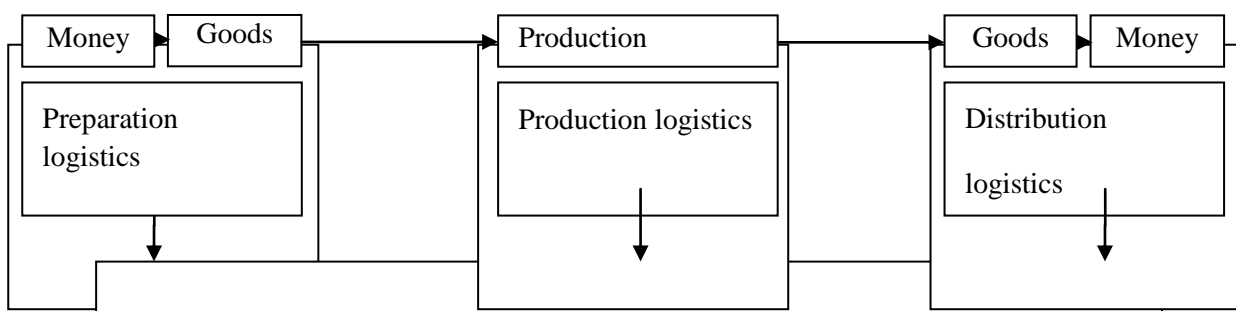 Money
Goods
Production
Goods
Money
Preparation
logistics
Production logistics
Distribution
logistics